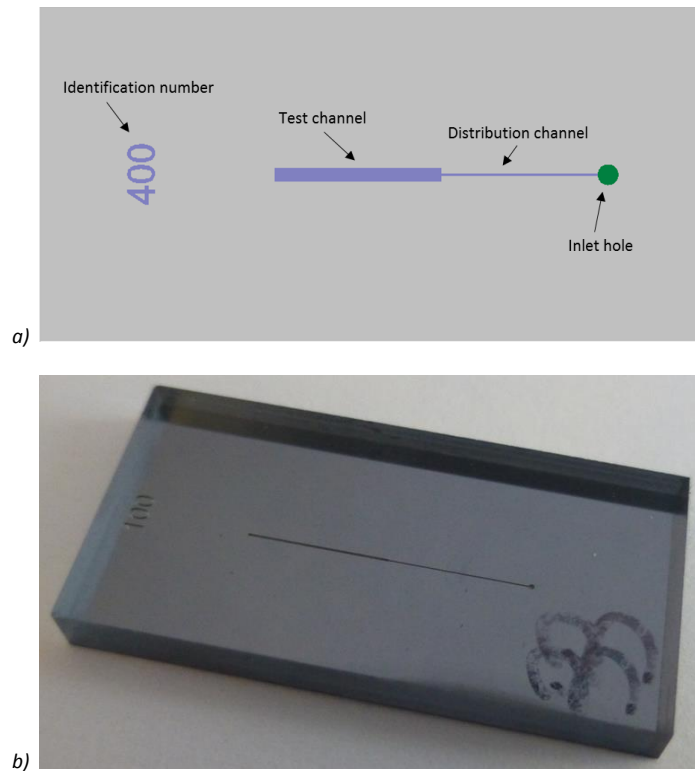 Identification number
Test channel
Distribution channel
400
Inlet hole
a)
100
b)